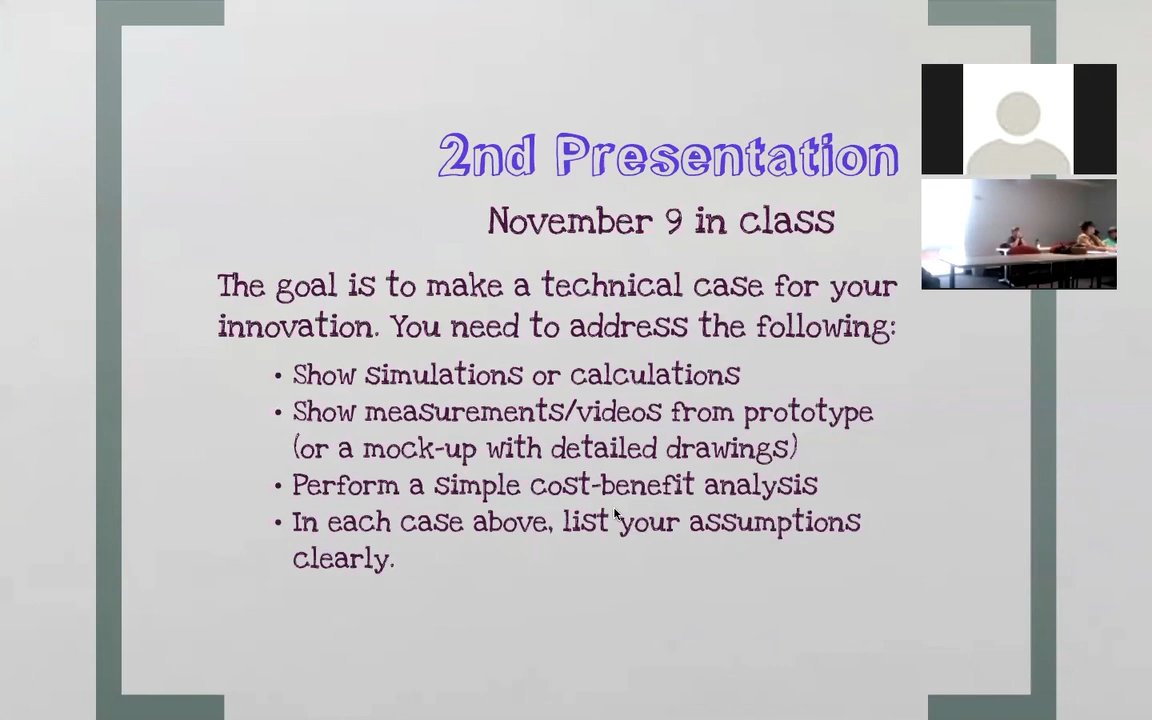 2nd Presentation
November 9 in class
The goal is to make a technical case for your
innovation. You need to address the following:
• Show simulations or calculations
• Show measurements/videos from prototype
(or a mock-up with detailed drawings)
• Perform a simple cost-benefit analysis
• In each case above, list your assumptions
clearly.